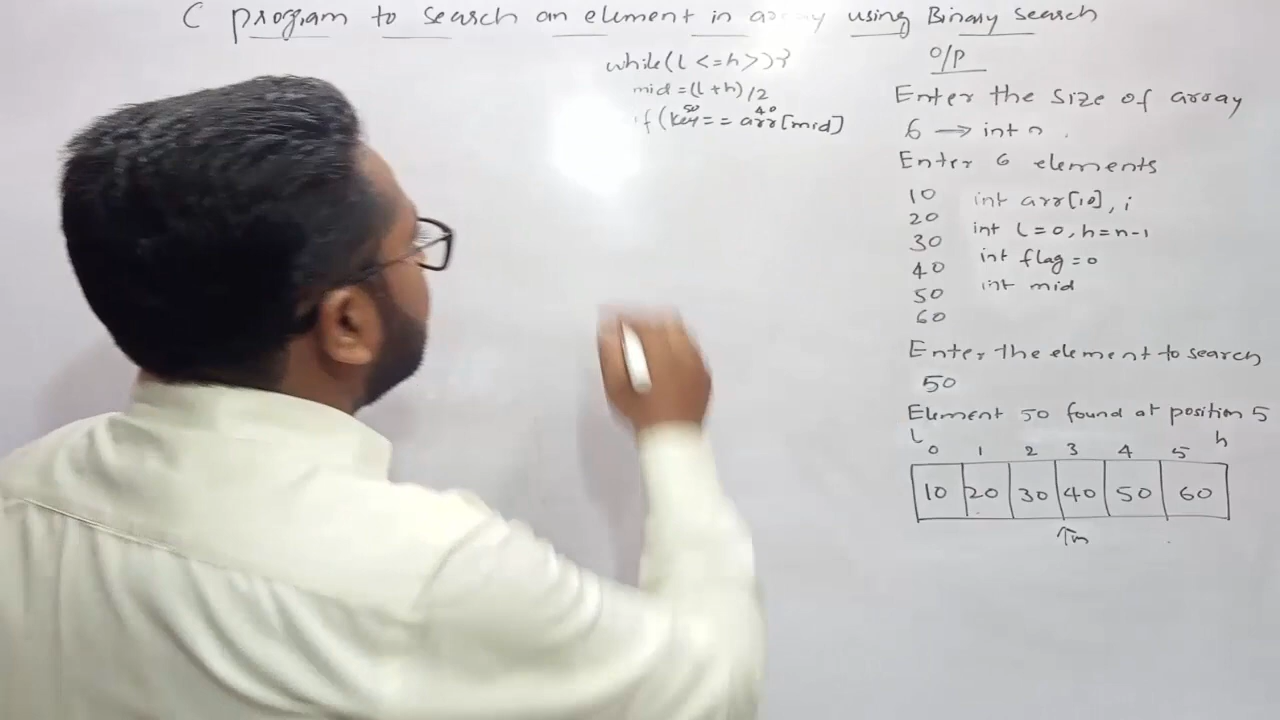 C program to search an element in array using Binary search
while(l <= h>){
mid = (l + h) / 2
50 40
if (key == arr[mid]
O/P
Enter the size of array
6 → int n.
Enter 6 elements
10 int arr[10], i
20 int l = 0, h = n-1
30 int flag = 0
40 int mid
50
60
Enter the element to search
50
Element 50 found at position 5
l h
0 1 2 3 4 5
10 20 30 40 50 60
↑m